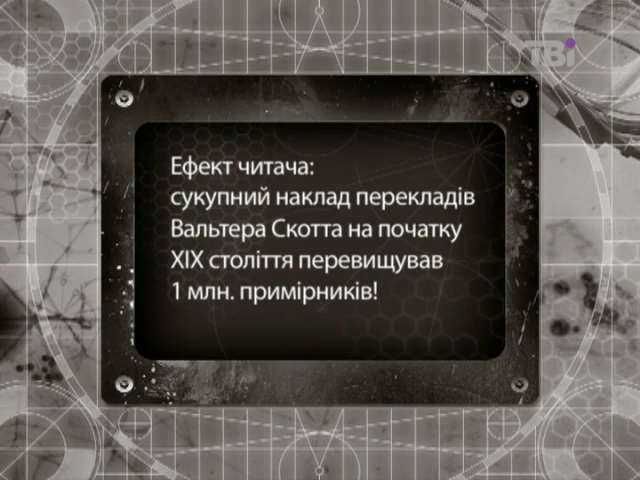 ТВі
Ефект читача:
сукупний наклад перекладів
Вальтера Скотта на початку
XIX століття перевищував
1 млн. примірників!